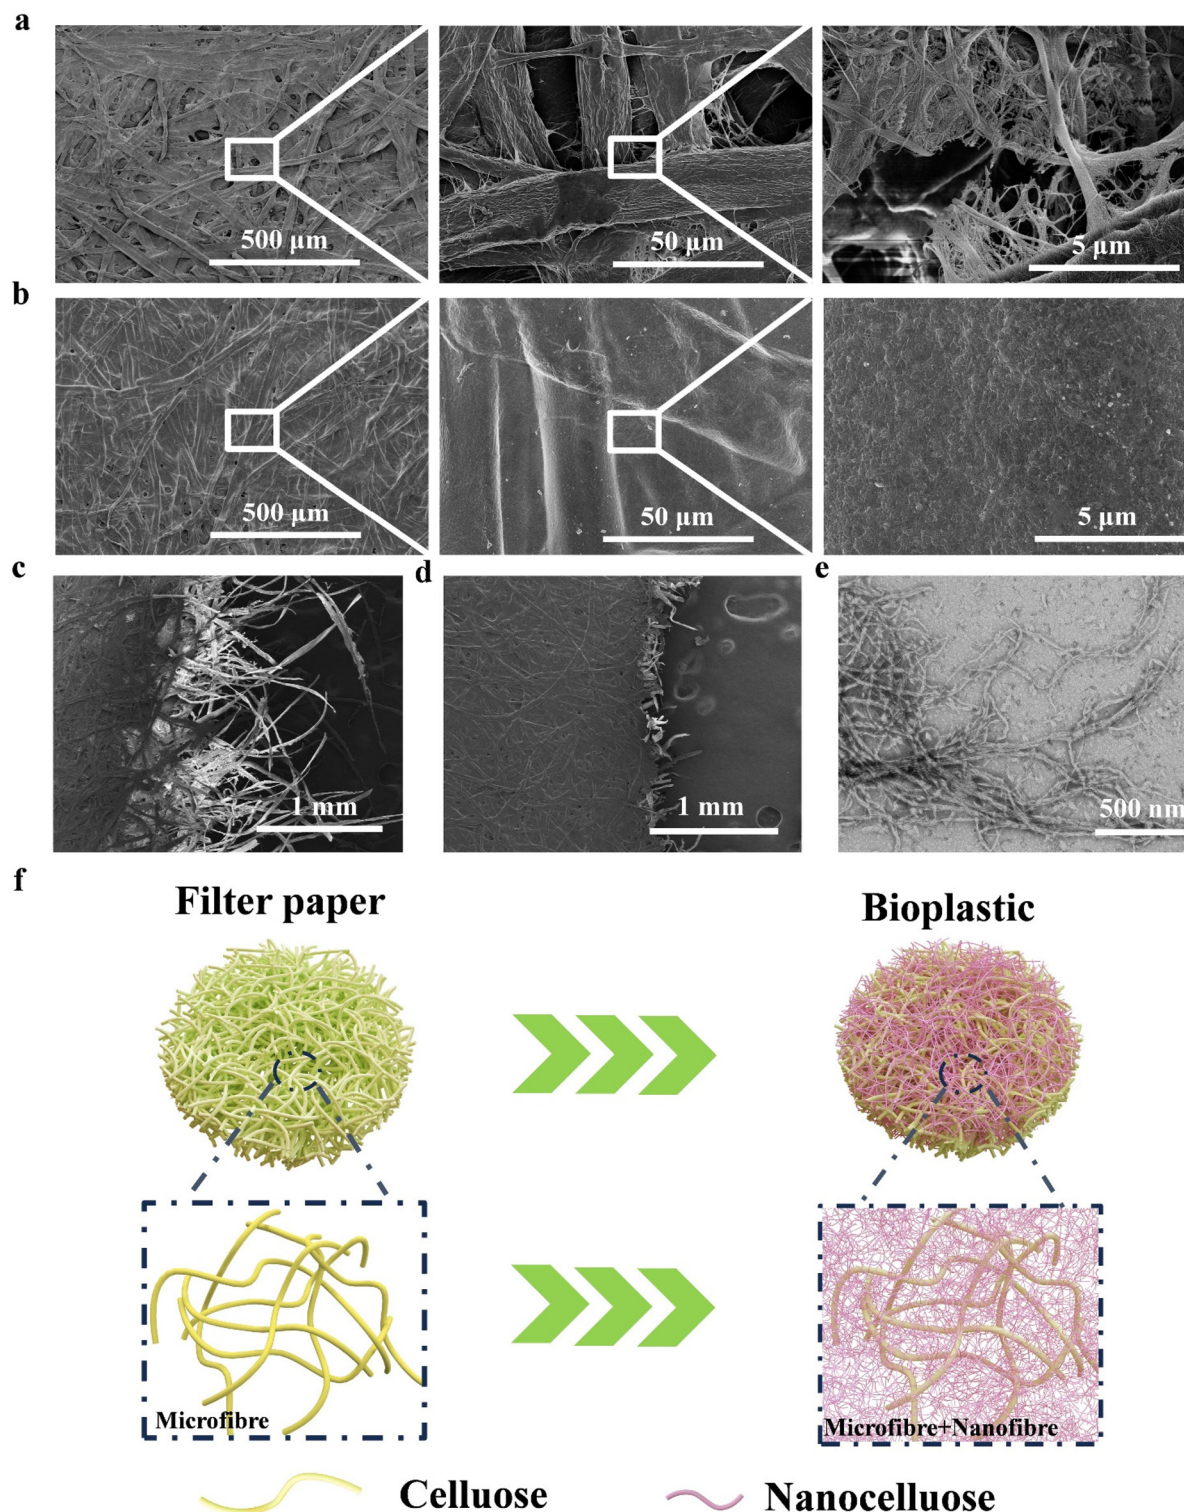 a
500 μm
50 μm
5 μm
b
500 μm
50 μm
5 μm
c
d
e
1 mm
1 mm
500 nm
f
Filter paper
Bioplastic
Microfibre
Microfibre+Nanofibre
Celluose
Nanocelluose